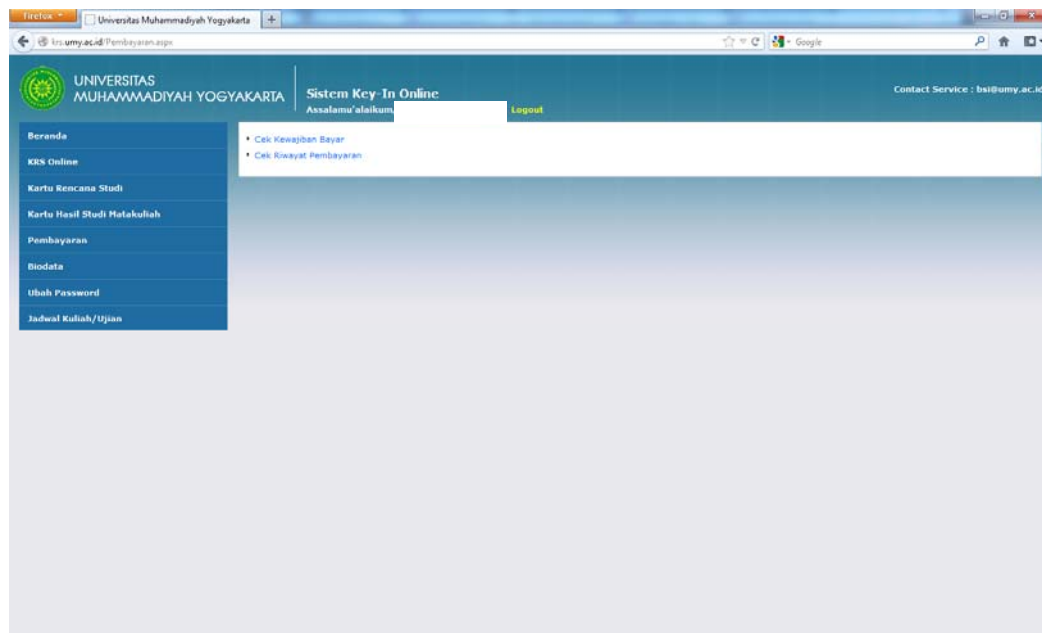 Firefox
Universitas Muhammadiyah Yogyakarta
+
krs.umy.ac.id/Pembayaran.aspx
Google
UNIVERSITAS
MUHAMMADIYAH YOGYAKARTA
Sistem Key-In Online
Assalamu'alaikum,
Logout
Contact Service : bsi@umy.ac.id
Beranda
KRS Online
Kartu Rencana Studi
Kartu Hasil Studi Matakuliah
Pembayaran
Biodata
Ubah Password
Jadwal Kuliah/Ujian
Cek Kewajiban Bayar
Cek Riwayat Pembayaran